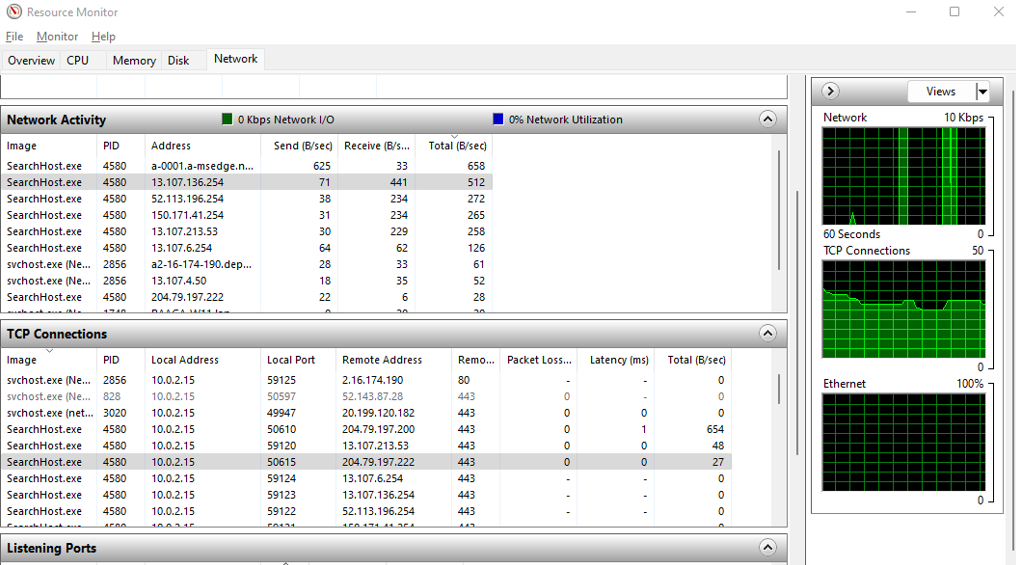 Resource Monitor
File Monitor Help
Overview CPU Memory Disk Network
Network Activity 0 Kbps Network I/O 0% Network Utilization
Image PID Address Send (B/sec) Receive (B/s... Total (B/sec)
SearchHost.exe 4580 a-0001.a-msedge.n... 625 33 658
SearchHost.exe 4580 13.107.136.254 71 441 512
SearchHost.exe 4580 52.113.196.254 38 234 272
SearchHost.exe 4580 150.171.41.254 31 234 265
SearchHost.exe 4580 13.107.213.53 30 229 258
SearchHost.exe 4580 13.107.6.254 64 62 126
svchost.exe (Ne... 2856 a2-16-174-190.dep... 28 33 61
svchost.exe (Ne... 2856 13.107.4.50 18 35 52
SearchHost.exe 4580 204.79.197.222 22 6 28
TCP Connections
Image PID Local Address Local Port Remote Address Remo... Packet Loss... Latency (ms) Total (B/sec)
svchost.exe (Ne... 2856 10.0.2.15 59125 2.16.174.190 80 - - 0
828 10.0.2.15 50597 52.143.87.28 443 0 - 0
svchost.exe (net... 3020 10.0.2.15 49947 20.199.120.182 443 0 0 0
SearchHost.exe 4580 10.0.2.15 50610 204.79.197.200 443 0 1 654
SearchHost.exe 4580 10.0.2.15 59120 13.107.213.53 443 0 0 48
SearchHost.exe 4580 10.0.2.15 50615 204.79.197.222 443 0 0 27
SearchHost.exe 4580 10.0.2.15 59124 13.107.6.254 443 - - 0
SearchHost.exe 4580 10.0.2.15 59123 13.107.136.254 443 - - 0
SearchHost.exe 4580 10.0.2.15 59122 52.113.196.254 443 - - 0
Listening Ports
Views
Network 10 Kbps
60 Seconds 0
TCP Connections 50
0
Ethernet 100%
0